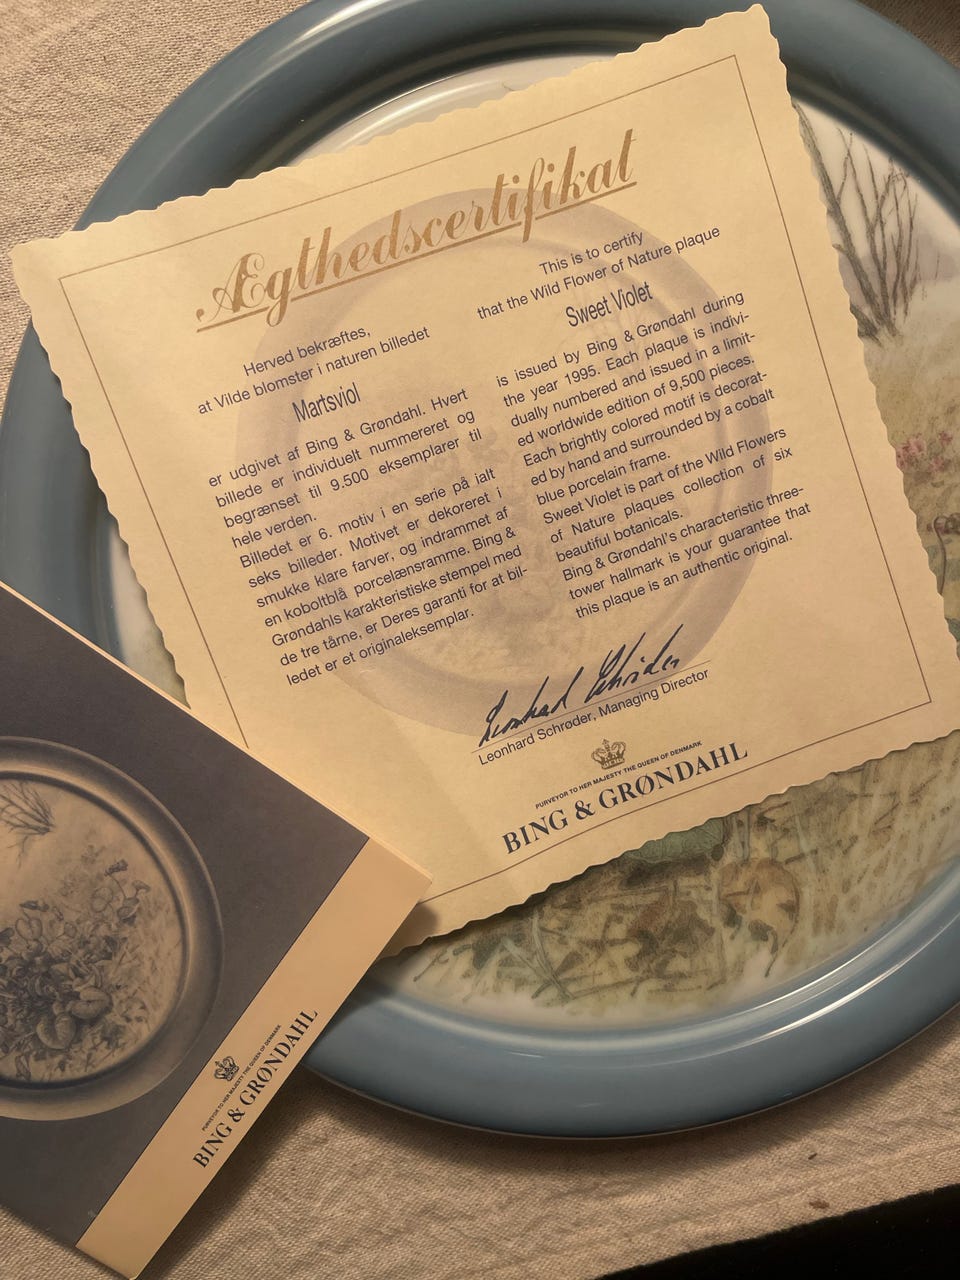 Ægthedscertifikat
Herved bekræftes,
at Vilde blomster i naturen billedet
Martsviol
er udgivet af Bing & Grøndahl. Hvert
billede er individuelt nummereret og
begrænset til 9.500 eksemplarer til
hele verden.
Billedet er 6. motiv i en serie på ialt
seks billeder. Motivet er dekoreret i
smukke klare farver, og indrammet af
en koboltblå porcelænsramme. Bing &
Grøndahls karakteristiske stempel med
de tre tårne, er Deres garanti for at bil-
ledet er et originaleksemplar.
This is to certify
that the Wild Flower of Nature plaque
Sweet Violet
is issued by Bing & Grøndahl during
the year 1995. Each plaque is indivi-
dually numbered and issued in a limit-
ed worldwide edition of 9,500 pieces.
Each brightly colored motif is decorat-
ed by hand and surrounded by a cobalt
blue porcelain frame.
Sweet Violet is part of the Wild Flowers
of Nature plaques collection of six
beautiful botanicals.
Bing & Grøndahl's characteristic three-
tower hallmark is your guarantee that
this plaque is an authentic original.
Leonhard Schrøder
Leonhard Schrøder, Managing Director
PURVEYOR TO HER MAJESTY THE QUEEN OF DENMARK
BING & GRØNDAHL
PURVEYOR TO HER MAJESTY THE QUEEN OF DENMARK
BING & GRØNDAHL